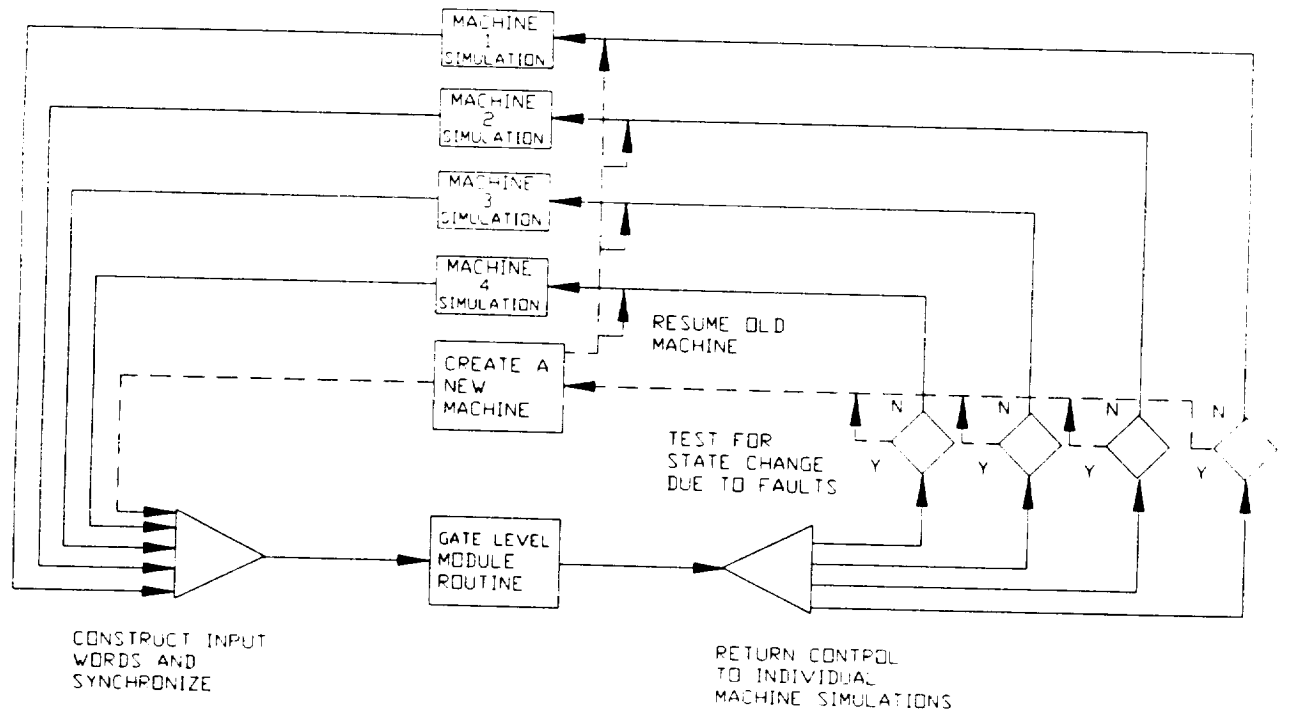 MACHINE
1
SIMULATION
MACHINE
2
SIMULATION
MACHINE
3
SIMULATION
MACHINE
4
SIMULATION
RESUME OLD
MACHINE
CREATE A
NEW
MACHINE
N
N
N
N
TEST FOR
STATE CHANGE
DUE TO FAULTS
Y
Y
Y
Y
GATE LEVEL
MODULE
ROUTINE
CONSTRUCT INPUT
WORDS AND
SYNCHRONIZE
RETURN CONTROL
TO INDIVIDUAL
MACHINE SIMULATIONS